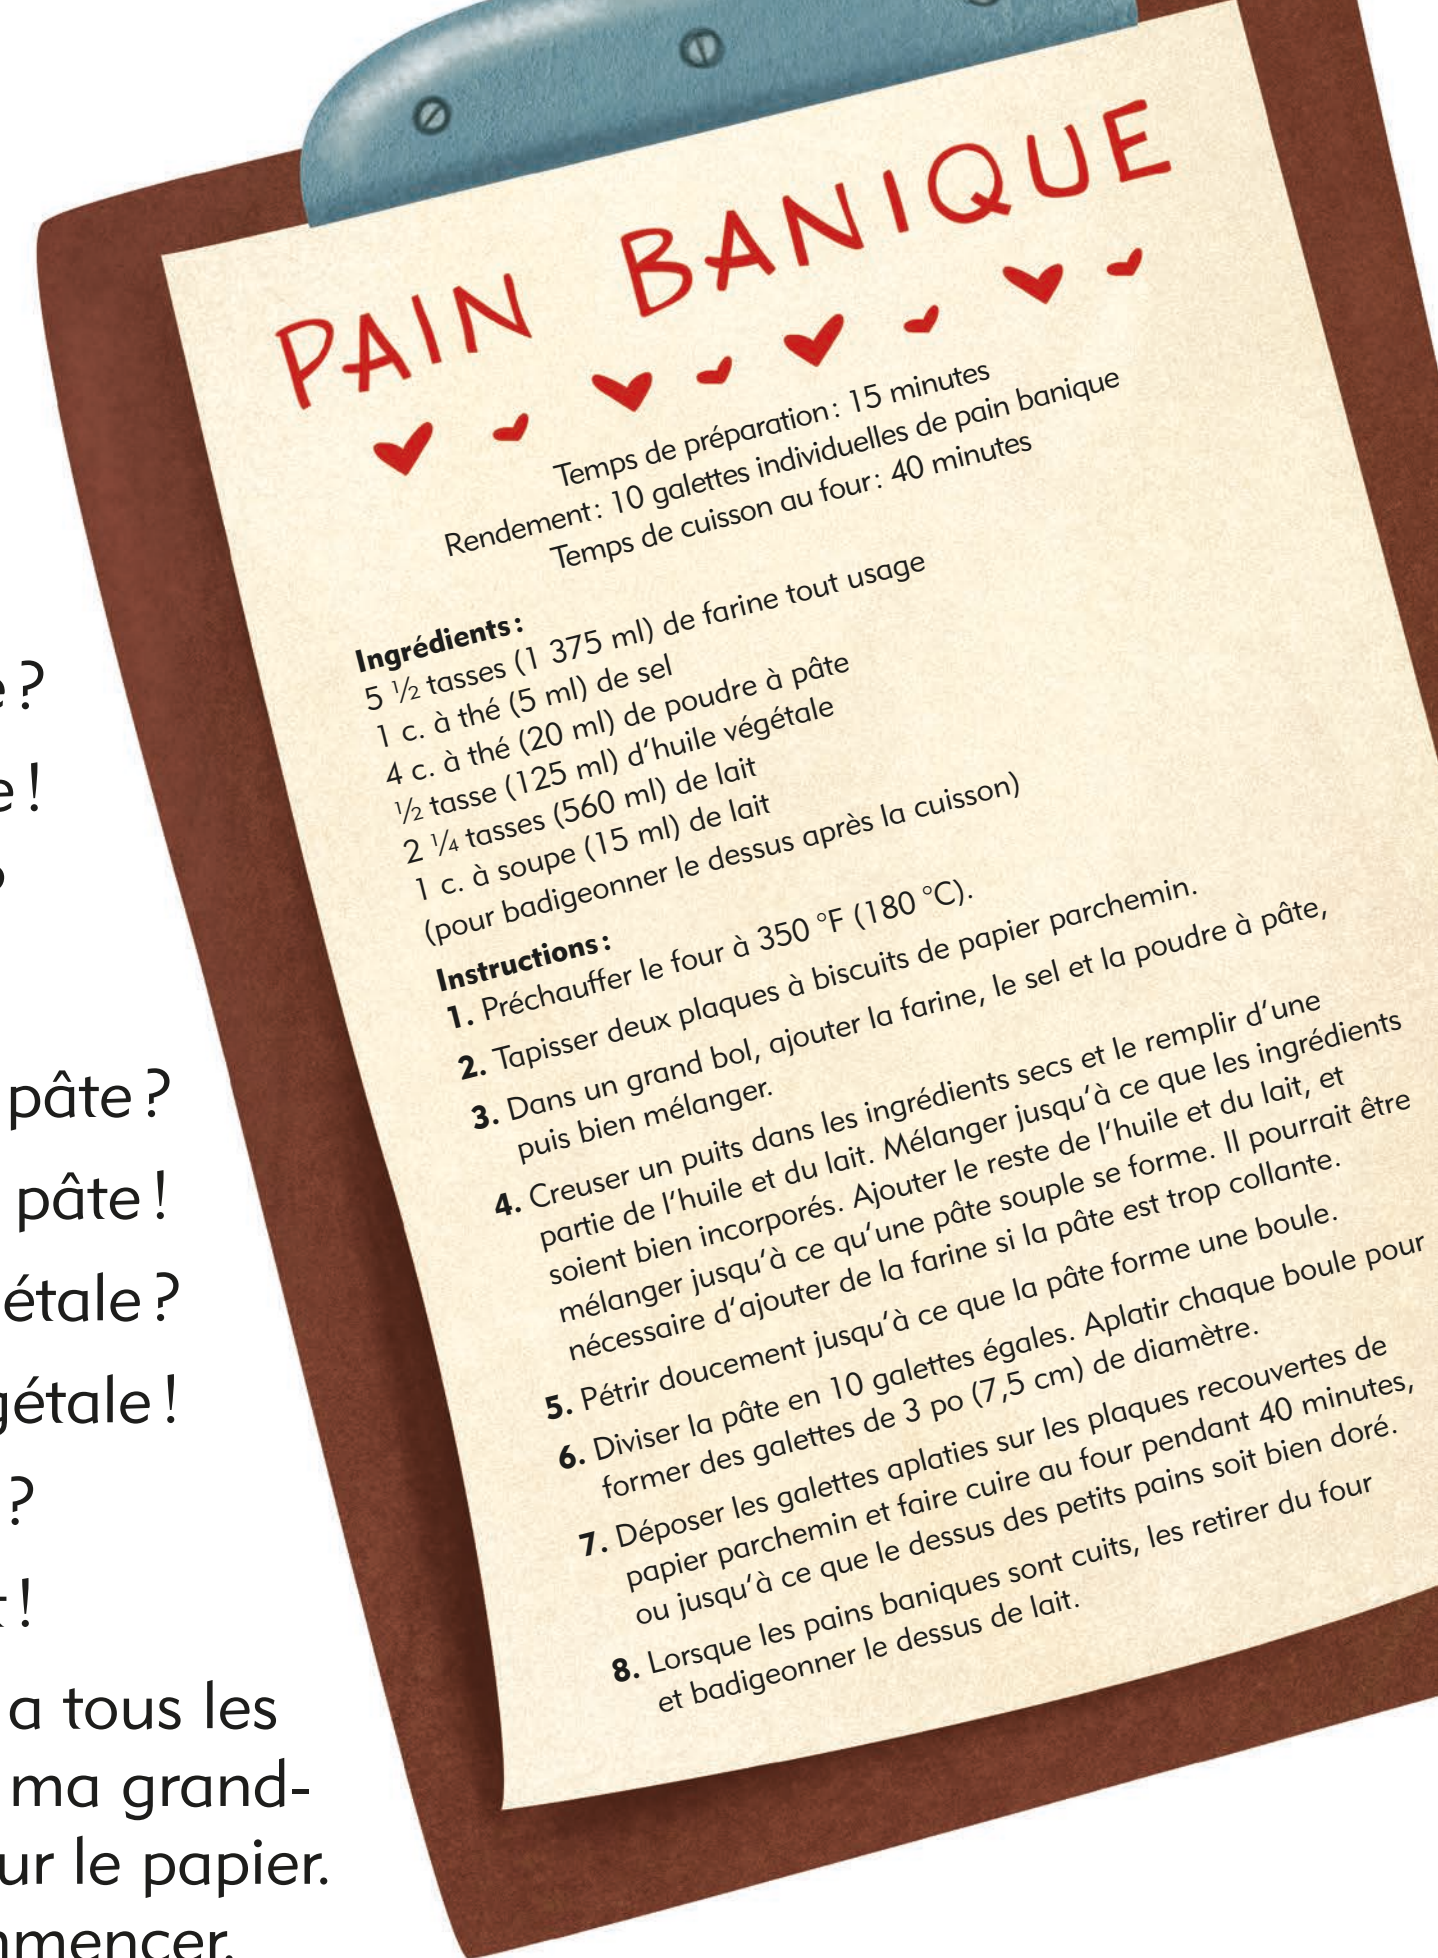 PAIN BANIQUE
Temps de préparation : 15 minutes
Rendement : 10 galettes individuelles de pain banique
Temps de cuisson au four : 40 minutes
Ingrédients :
5 ½ tasses (1 375 ml) de farine tout usage
1 c. à thé (5 ml) de sel
4 c. à thé (20 ml) de poudre à pâte
½ tasse (125 ml) d’huile végétale
2 ¼ tasses (560 ml) de lait
1 c. à soupe (15 ml) de lait
(pour badigeonner le dessus après la cuisson)
Instructions :
1. Préchauffer le four à 350 °F (180 °C).
2. Tapisser deux plaques à biscuits de papier parchemin.
3. Dans un grand bol, ajouter la farine, le sel et la poudre à pâte,
puis bien mélanger.
4. Creuser un puits dans les ingrédients secs et le remplir d’une
partie de l’huile et du lait. Mélanger jusqu’à ce que les ingrédients
soient bien incorporés. Ajouter le reste de l’huile et du lait, et
mélanger jusqu’à ce qu’une pâte souple se forme. Il pourrait être
nécessaire d’ajouter de la farine si la pâte est trop collante.
5. Pétrir doucement jusqu’à ce que la pâte forme une boule.
6. Diviser la pâte en 10 galettes égales. Aplatir chaque boule pour
former des galettes de 3 po (7,5 cm) de diamètre.
7. Déposer les galettes aplaties sur les plaques recouvertes de
papier parchemin et faire cuire au four pendant 40 minutes,
ou jusqu’à ce que le dessus des petits pains soit bien doré.
8. Lorsque les pains baniques sont cuits, les retirer du four
et badigeonner le dessus de lait.
e ?
e !
pâte ?
pâte !
étale ?
gétale !
?
t !
a tous les
ma grand-
ur le papier.
mmencer.